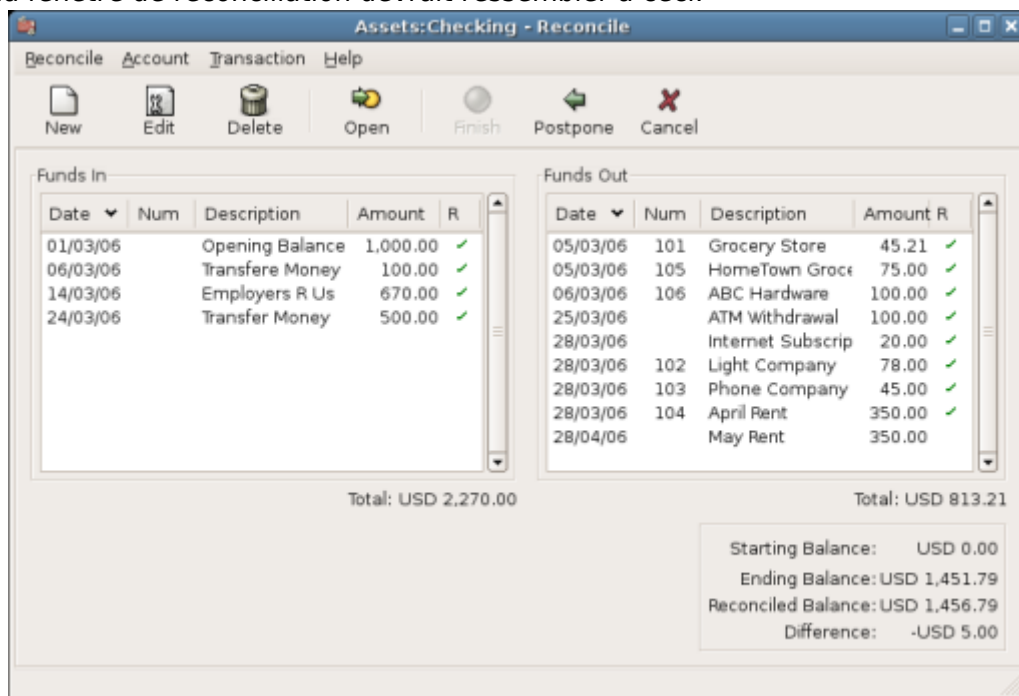 Assets:Checking - Reconcile
Reconcile Account Transaction Help
New Edit Delete Open Finish Postpone Cancel
Funds In
Date Num Description Amount R
01/03/06 Opening Balance 1,000.00 ✓
06/03/06 Transfere Money 100.00 ✓
14/03/06 Employers R Us 670.00 ✓
24/03/06 Transfer Money 500.00 ✓
Total: USD 2,270.00
Funds Out
Date Num Description Amount R
05/03/06 101 Grocery Store 45.21 ✓
05/03/06 105 HomeTown Groce 75.00 ✓
06/03/06 106 ABC Hardware 100.00 ✓
25/03/06 ATM Withdrawal 100.00 ✓
28/03/06 Internet Subscrip 20.00 ✓
28/03/06 102 Light Company 78.00 ✓
28/03/06 103 Phone Company 45.00 ✓
28/03/06 104 April Rent 350.00 ✓
28/04/06 May Rent 350.00
Total: USD 813.21
Starting Balance: USD 0.00
Ending Balance: USD 1,451.79
Reconciled Balance: USD 1,456.79
Difference: -USD 5.00